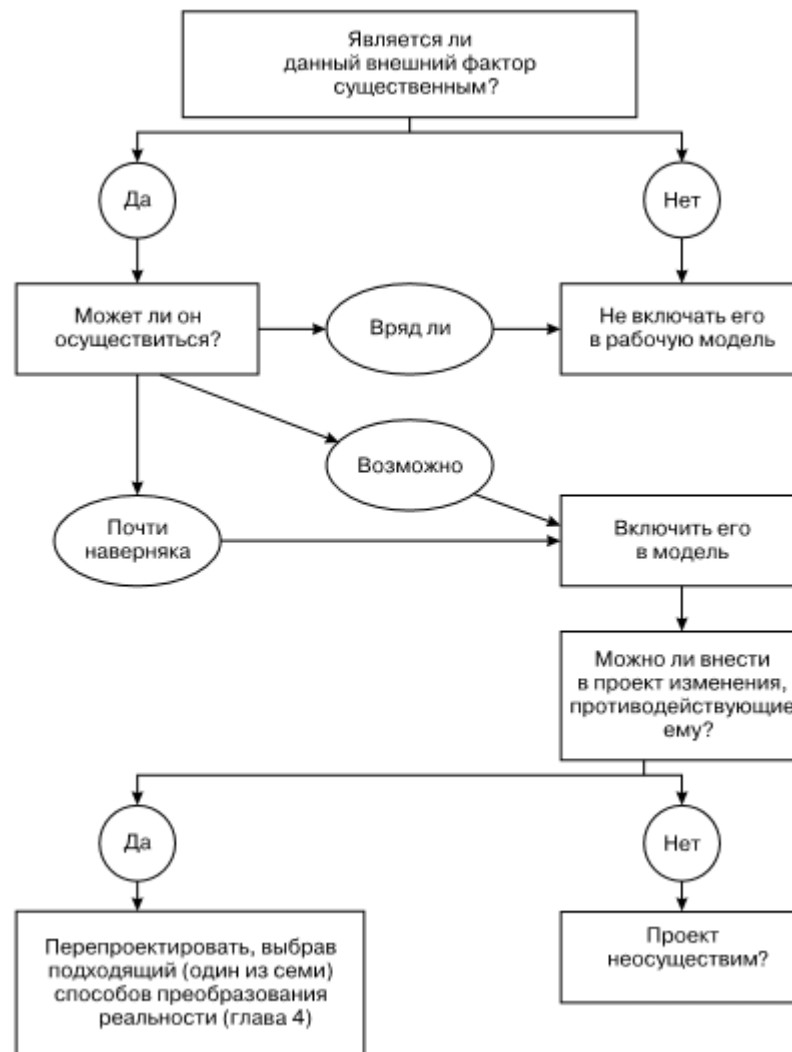 Является ли
данный внешний фактор
существенным?
Да
Нет
Может ли он
осуществиться?
Вряд ли
Не включать его
в рабочую модель
Возможно
Почти
наверняка
Включить его
в модель
Можно ли внести
в проект изменения,
противодействующие
ему?
Да
Нет
Перепроектировать, выбрав
подходящий (один из семи)
способов преобразования
реальности (глава 4)
Проект
неосуществим?